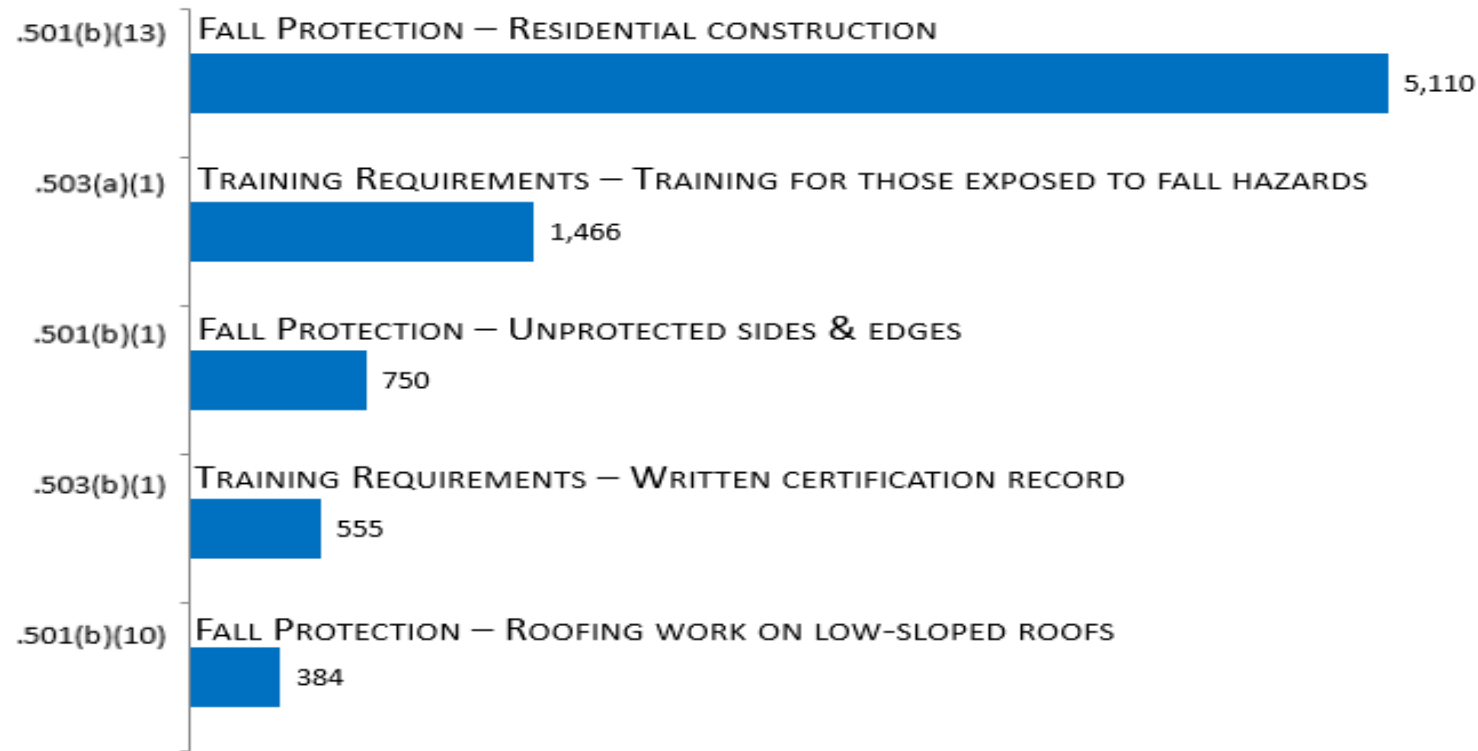 .501(b)(13) FALL PROTECTION – RESIDENTIAL CONSTRUCTION
5,110
.503(a)(1) TRAINING REQUIREMENTS – TRAINING FOR THOSE EXPOSED TO FALL HAZARDS
1,466
.501(b)(1) FALL PROTECTION – UNPROTECTED SIDES & EDGES
750
.503(b)(1) TRAINING REQUIREMENTS – WRITTEN CERTIFICATION RECORD
555
.501(b)(10) FALL PROTECTION – ROOFING WORK ON LOW-SLOPED ROOFS
384